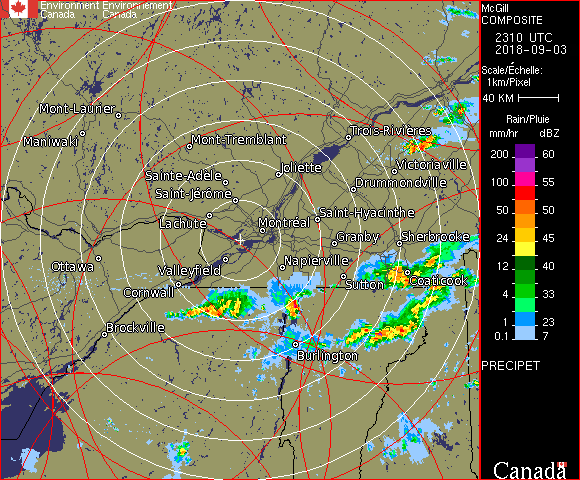 Environment Environnement
Canada Canada
McGill
COMPOSITE
2310 UTC
2018-09-03
Scale/Échelle:
1km/Pixel
40 KM
Rain/Pluie
mm/hr dBZ
200 60
100 55
50 50
24 45
12 40
4 33
1 23
0.1 7
PRECIPET
Canada
Mont-Laurier
Maniwaki
Mont-Tremblant
Trois-Rivières
Joliette
Victoriaville
Sainte-Adèle
Drummondville
Saint-Jérôme
Saint-Hyacinthe
Lachute
Montréal
Granby
Sherbrooke
Ottawa
Valleyfield
Napierville
Sutton
Coaticook
Cornwall
Brockville
Burlington